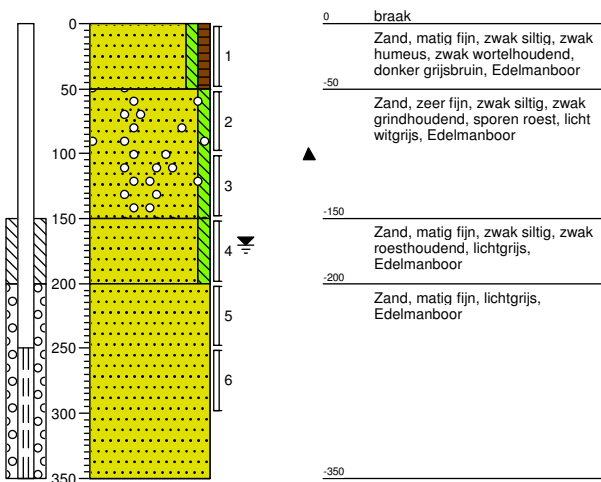 0
50
100
150
200
250
300
350
1
2
3
4
5
6
0 braak
Zand, matig fijn, zwak siltig, zwak
humeus, zwak wortelhoudend,
donker grijsbruin, Edelmanboor
-50
Zand, zeer fijn, zwak siltig, zwak
grindhoudend, sporen roest, licht
witgrijs, Edelmanboor
-150
Zand, matig fijn, zwak siltig, zwak
roesthoudend, lichtgrijs,
Edelmanboor
-200
Zand, matig fijn, lichtgrijs,
Edelmanboor
-350